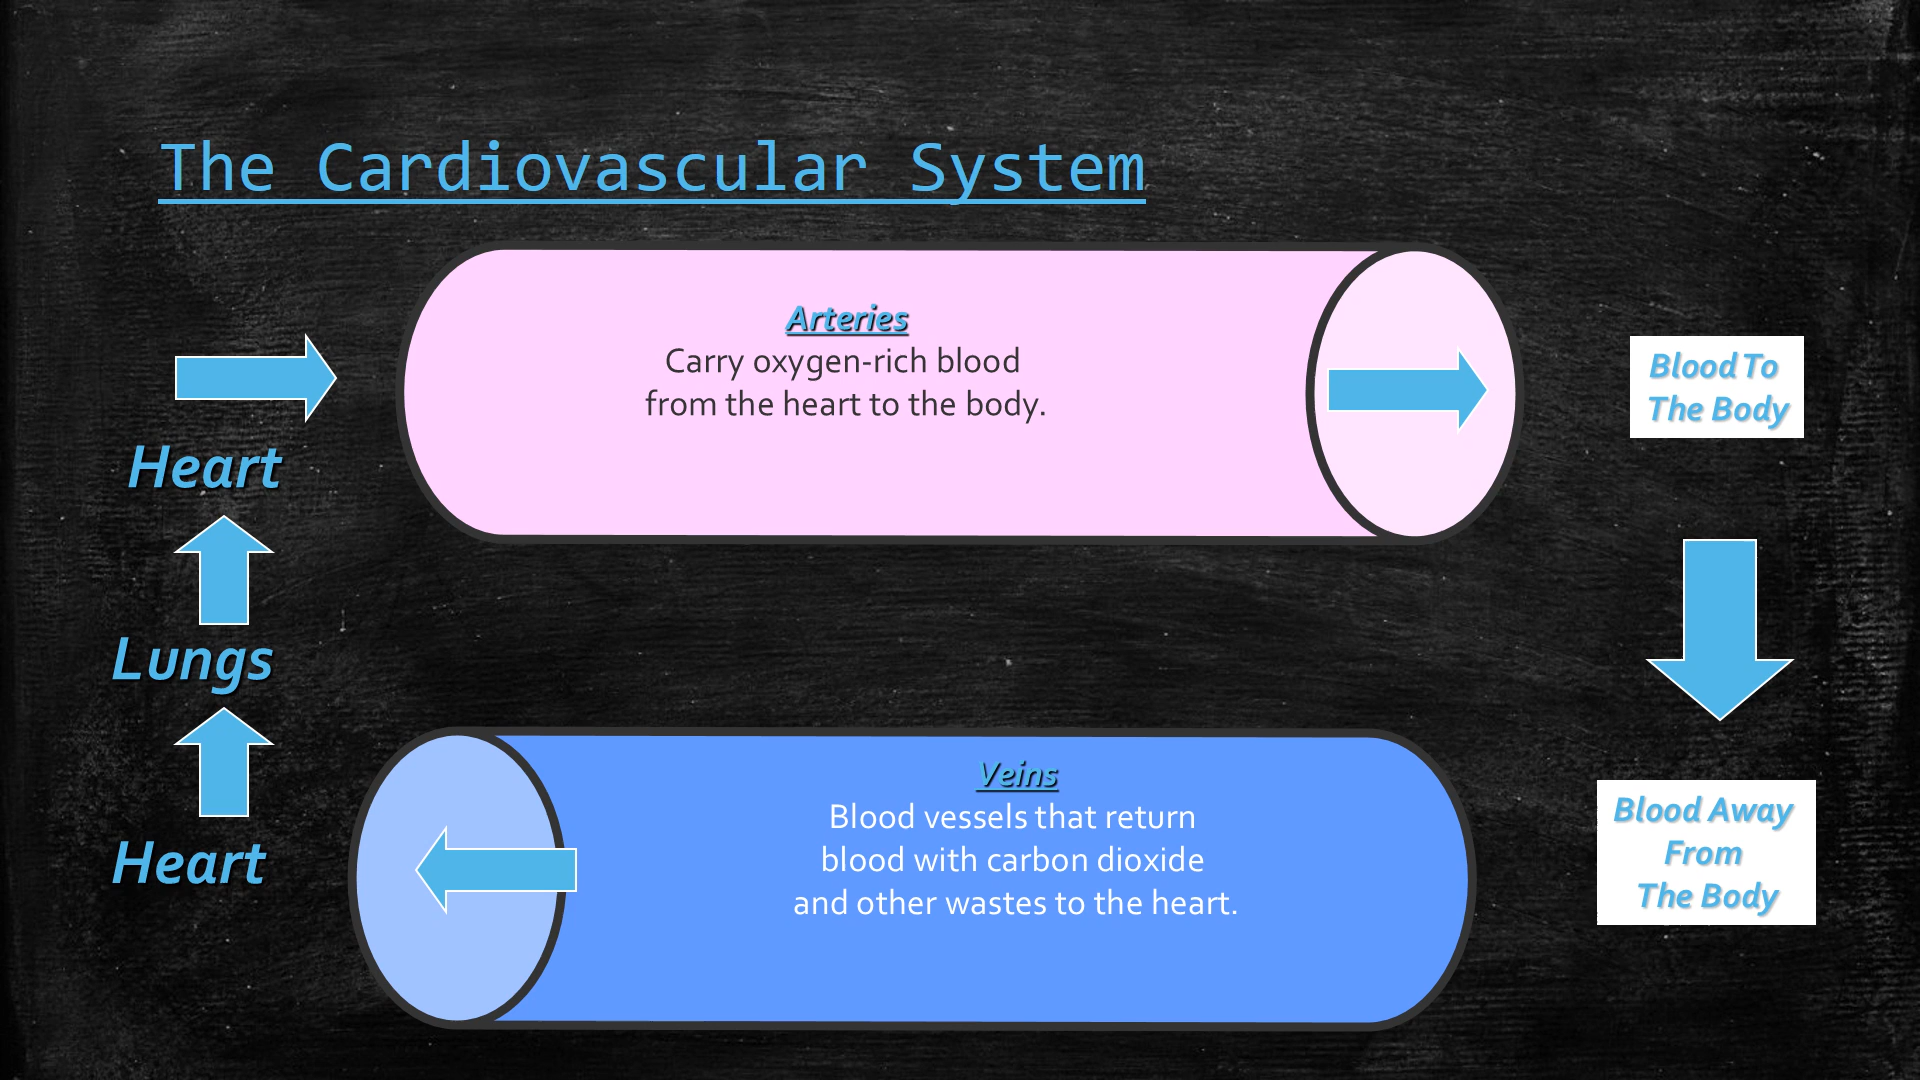 The Cardiovascular System
Arteries
Carry oxygen-rich blood
from the heart to the body.
Blood To
The Body
Heart
Lungs
Heart
Veins
Blood vessels that return
blood with carbon dioxide
and other wastes to the heart.
Blood Away
From
The Body